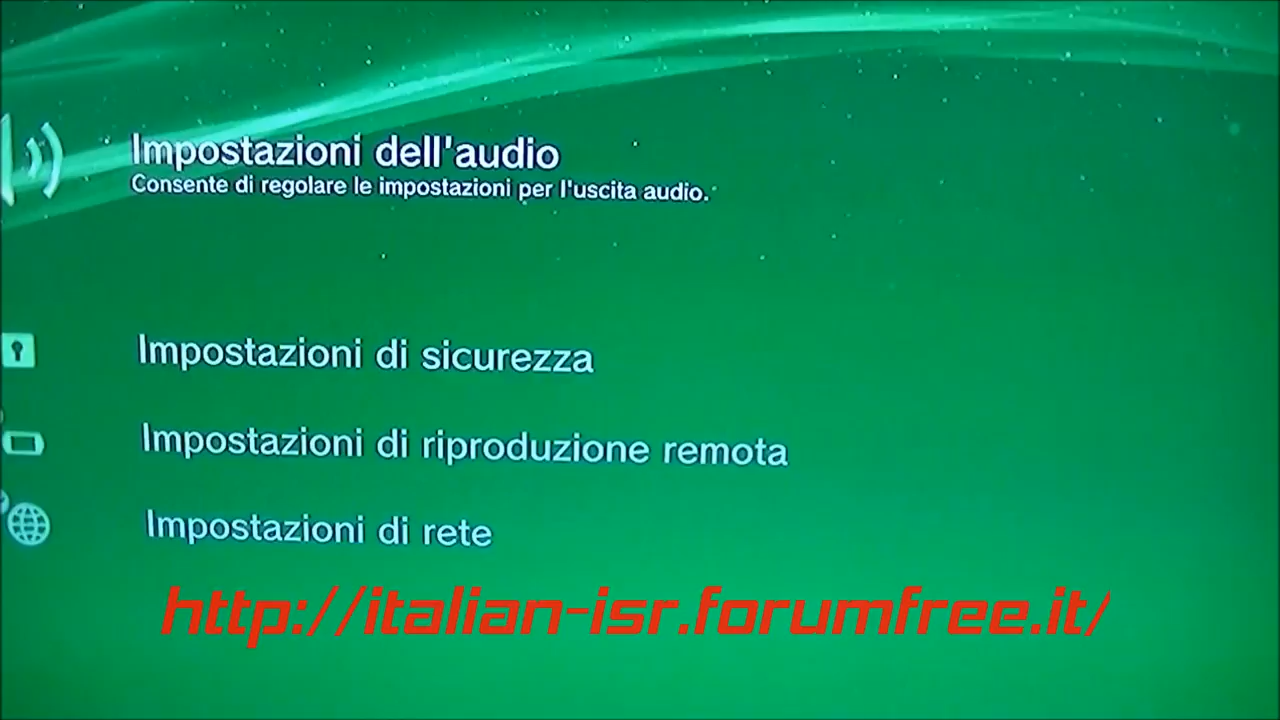 Impostazioni dell'audio
Consente di regolare le impostazioni per l'uscita audio.
Impostazioni di sicurezza
Impostazioni di riproduzione remota
Impostazioni di rete
http://italian-isr.forumfree.it/